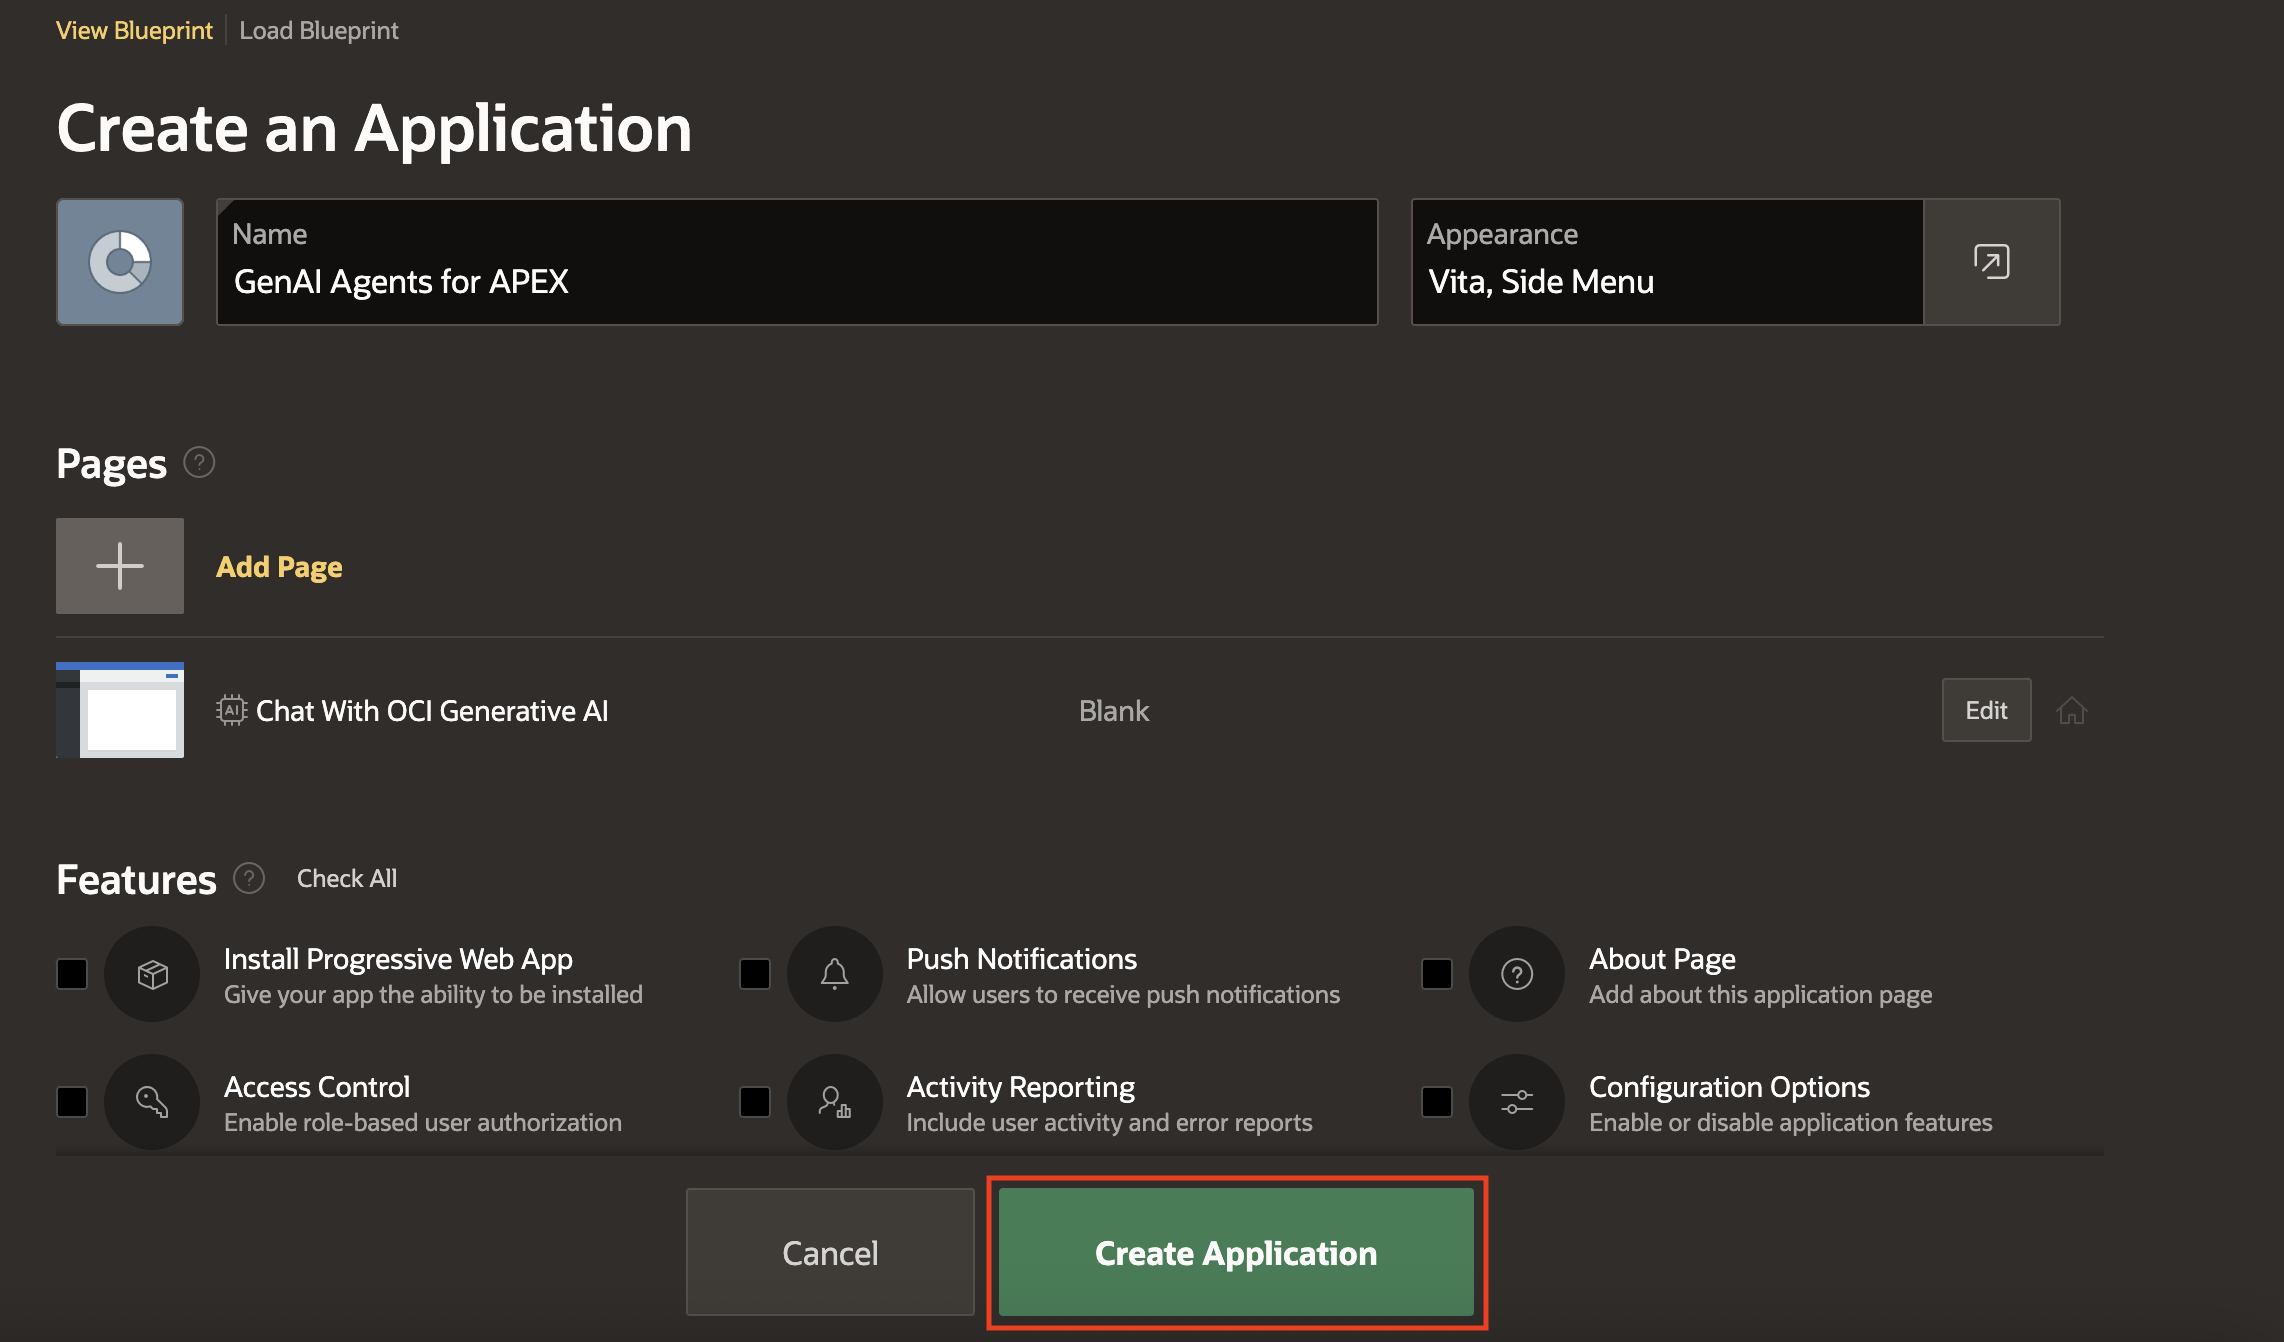 View Blueprint Load Blueprint
Create an Application
Name
GenAI Agents for APEX
Appearance
Vita, Side Menu
Pages ?
Add Page
AI Chat With OCI Generative AI Blank Edit
Features ? Check All
Install Progressive Web App
Give your app the ability to be installed
Push Notifications
Allow users to receive push notifications
? About Page
Add about this application page
Access Control
Enable role-based user authorization
Activity Reporting
Include user activity and error reports
Configuration Options
Enable or disable application features
Cancel Create Application